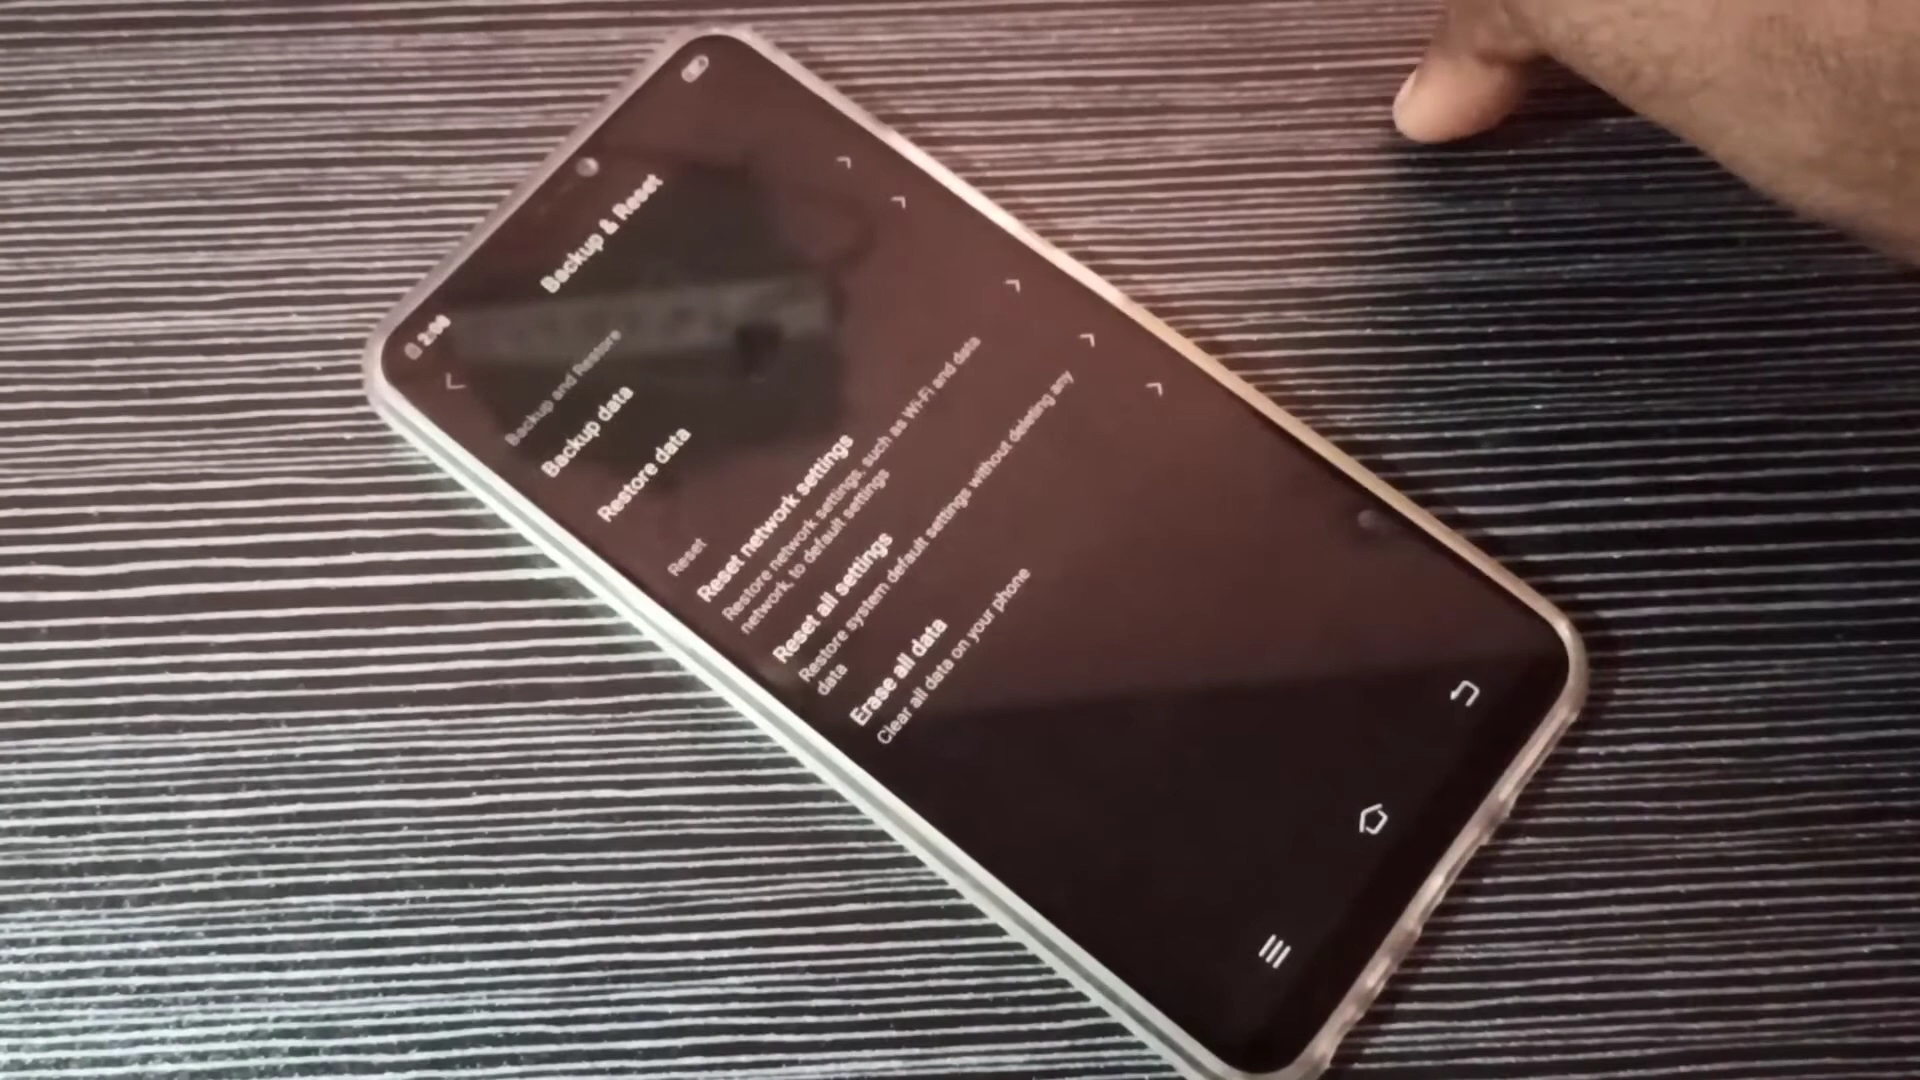 Backup & Reset
Backup and Restore
Backup data
Restore data
Reset
Reset network settings
Restore network settings, such as Wi-Fi and data
network, to default settings
Reset all settings
Restore system default settings without deleting any
data
Erase all data
Clear all data on your phone